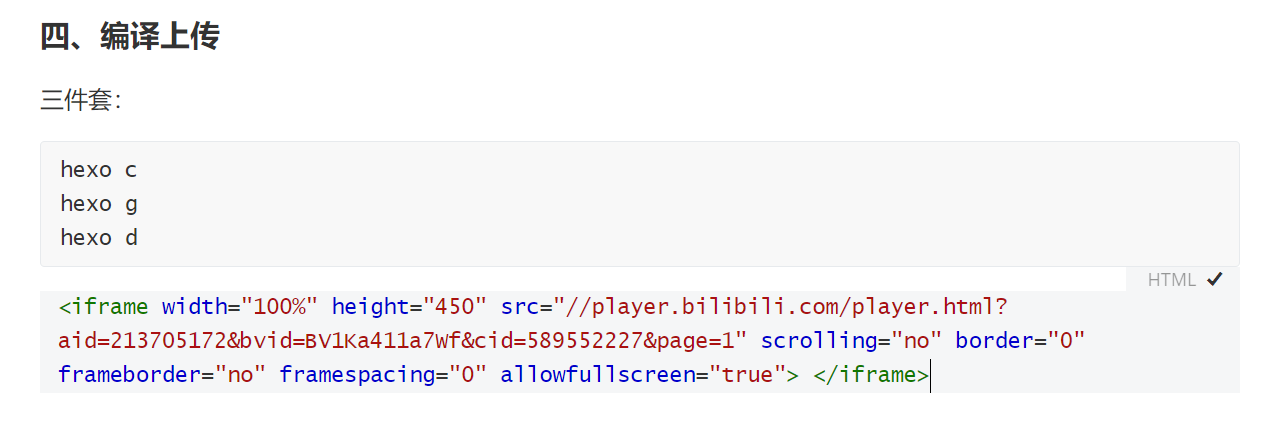 四、编译上传
三件套：
hexo c
hexo g
hexo d
HTML
<iframe width="100%" height="450" src="//player.bilibili.com/player.html?
aid=213705172&bvid=BV1Ka411a7Wf&cid=589552227&page=1" scrolling="no" border="0"
frameborder="no" framespacing="0" allowfullscreen="true"> </iframe>